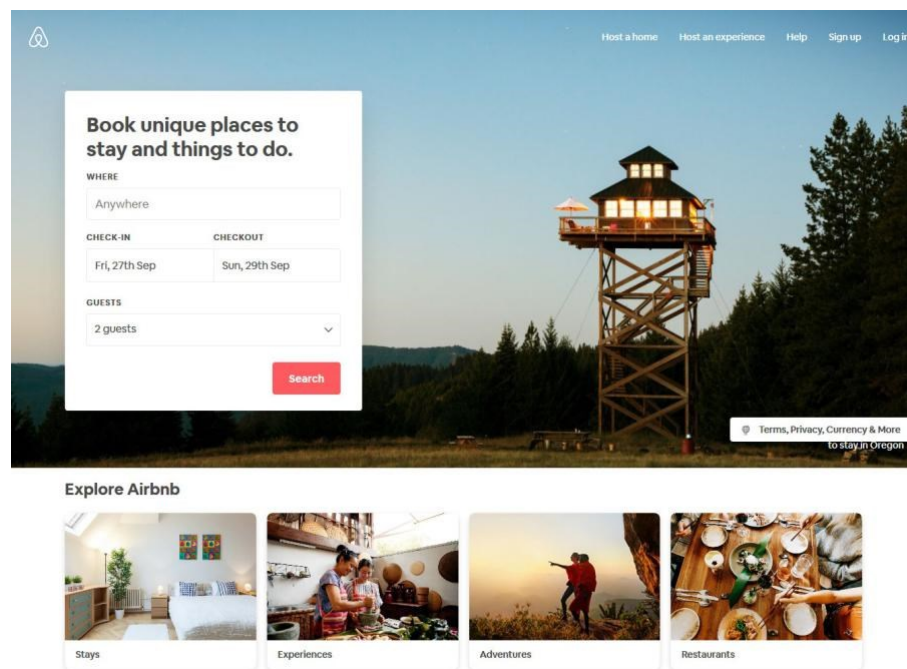 Host a home
Host an experience
Help
Sign up
Log in
Book unique places to
stay and things to do.
WHERE
Anywhere
CHECK-IN
CHECKOUT
Fri, 27th Sep
Sun, 29th Sep
GUESTS
2 guests
Search
Terms, Privacy, Currency & More
to stay in Oregon
Explore Airbnb
Stays
Experiences
Adventures
Restaurants